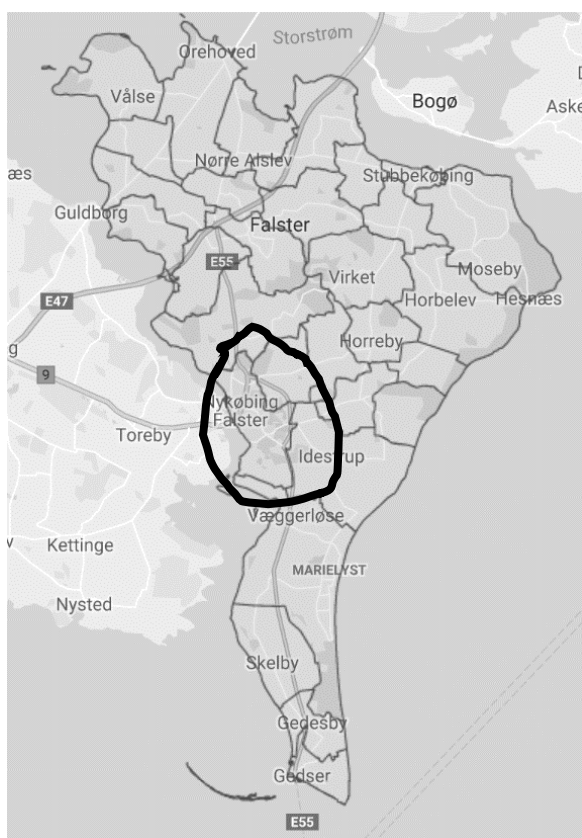 Storstrøm
Orehoved
Vålse
Bogø
Aske
Nørre Alslev
Stubbekøbing
Guldborg
Falster
E55
Virket
Moseby
E47
Horbelev
Hesnæs
Horreby
9
Nykøbing
Falster
Toreby
Idestrup
Væggerløse
Kettinge
MARIELYST
Nysted
Skelby
Gedesby
Gedser
E55